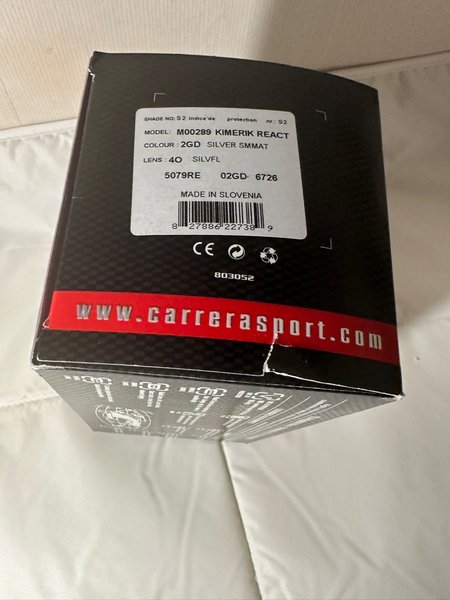 SHADE NO: S2 Indice de protection nr.: S2
MODEL: M00289 KIMERIK REACT
COLOUR : 2GD SILVER SMMAT
LENS : 4O SILVFL
5079RE 02GD 6726
MADE IN SLOVENIA
8 27886 22738 9
CE
803052
www.carrerasport.com